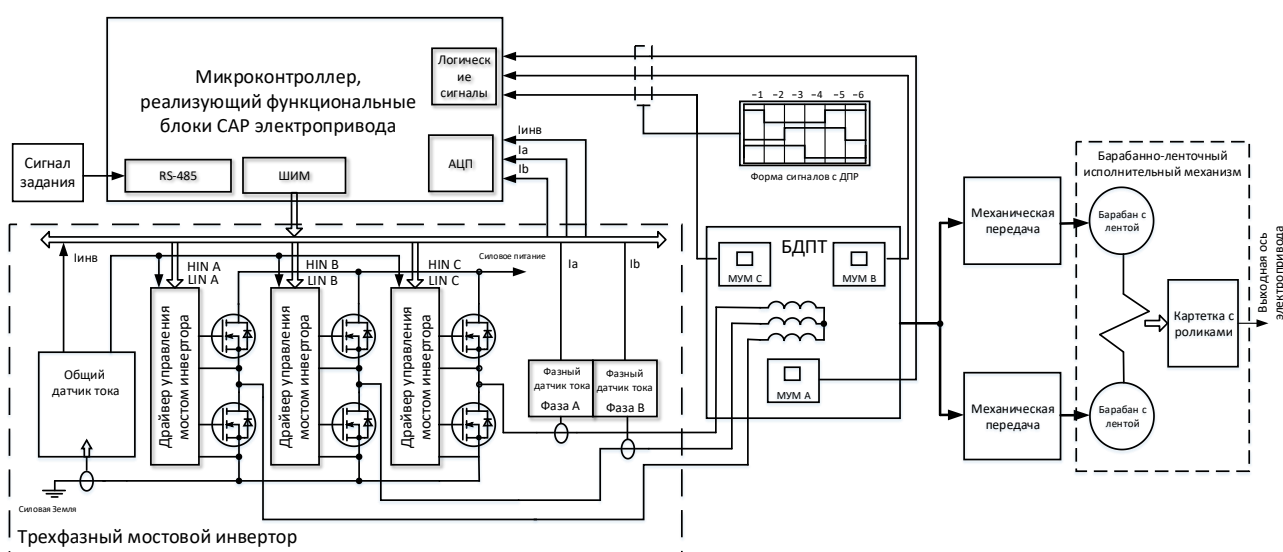 Микроконтроллер,
реализующий функциональные
блоки САР электропривода
Логическ
ие
сигналы
АЦП
Iинв
Ia
Ib
Сигнал
задания
RS-485
ШИМ
-1 -2 -3 -4 -5 -6
Форма сигналов с ДПР
Iинв
HIN A
LIN A
HIN B
LIN B
HIN C
LIN C
Силовое питание
Ia
Ib
Общий
датчик тока
Драйвер управления
мостом инвертора
Драйвер управления
мостом инвертора
Драйвер управления
мостом инвертора
Фазный
датчик тока
Фаза А
Фазный
датчик тока
Фаза В
Силовая Земля
Трехфазный мостовой инвертор
БДПТ
МУМ С
МУМ В
МУМ А
Механическая
передача
Механическая
передача
Барабанно-ленточный
исполнительный механизм
Барабан с
лентой
Барабан с
лентой
Картетка с
роликами
Выходная ось
электропривода